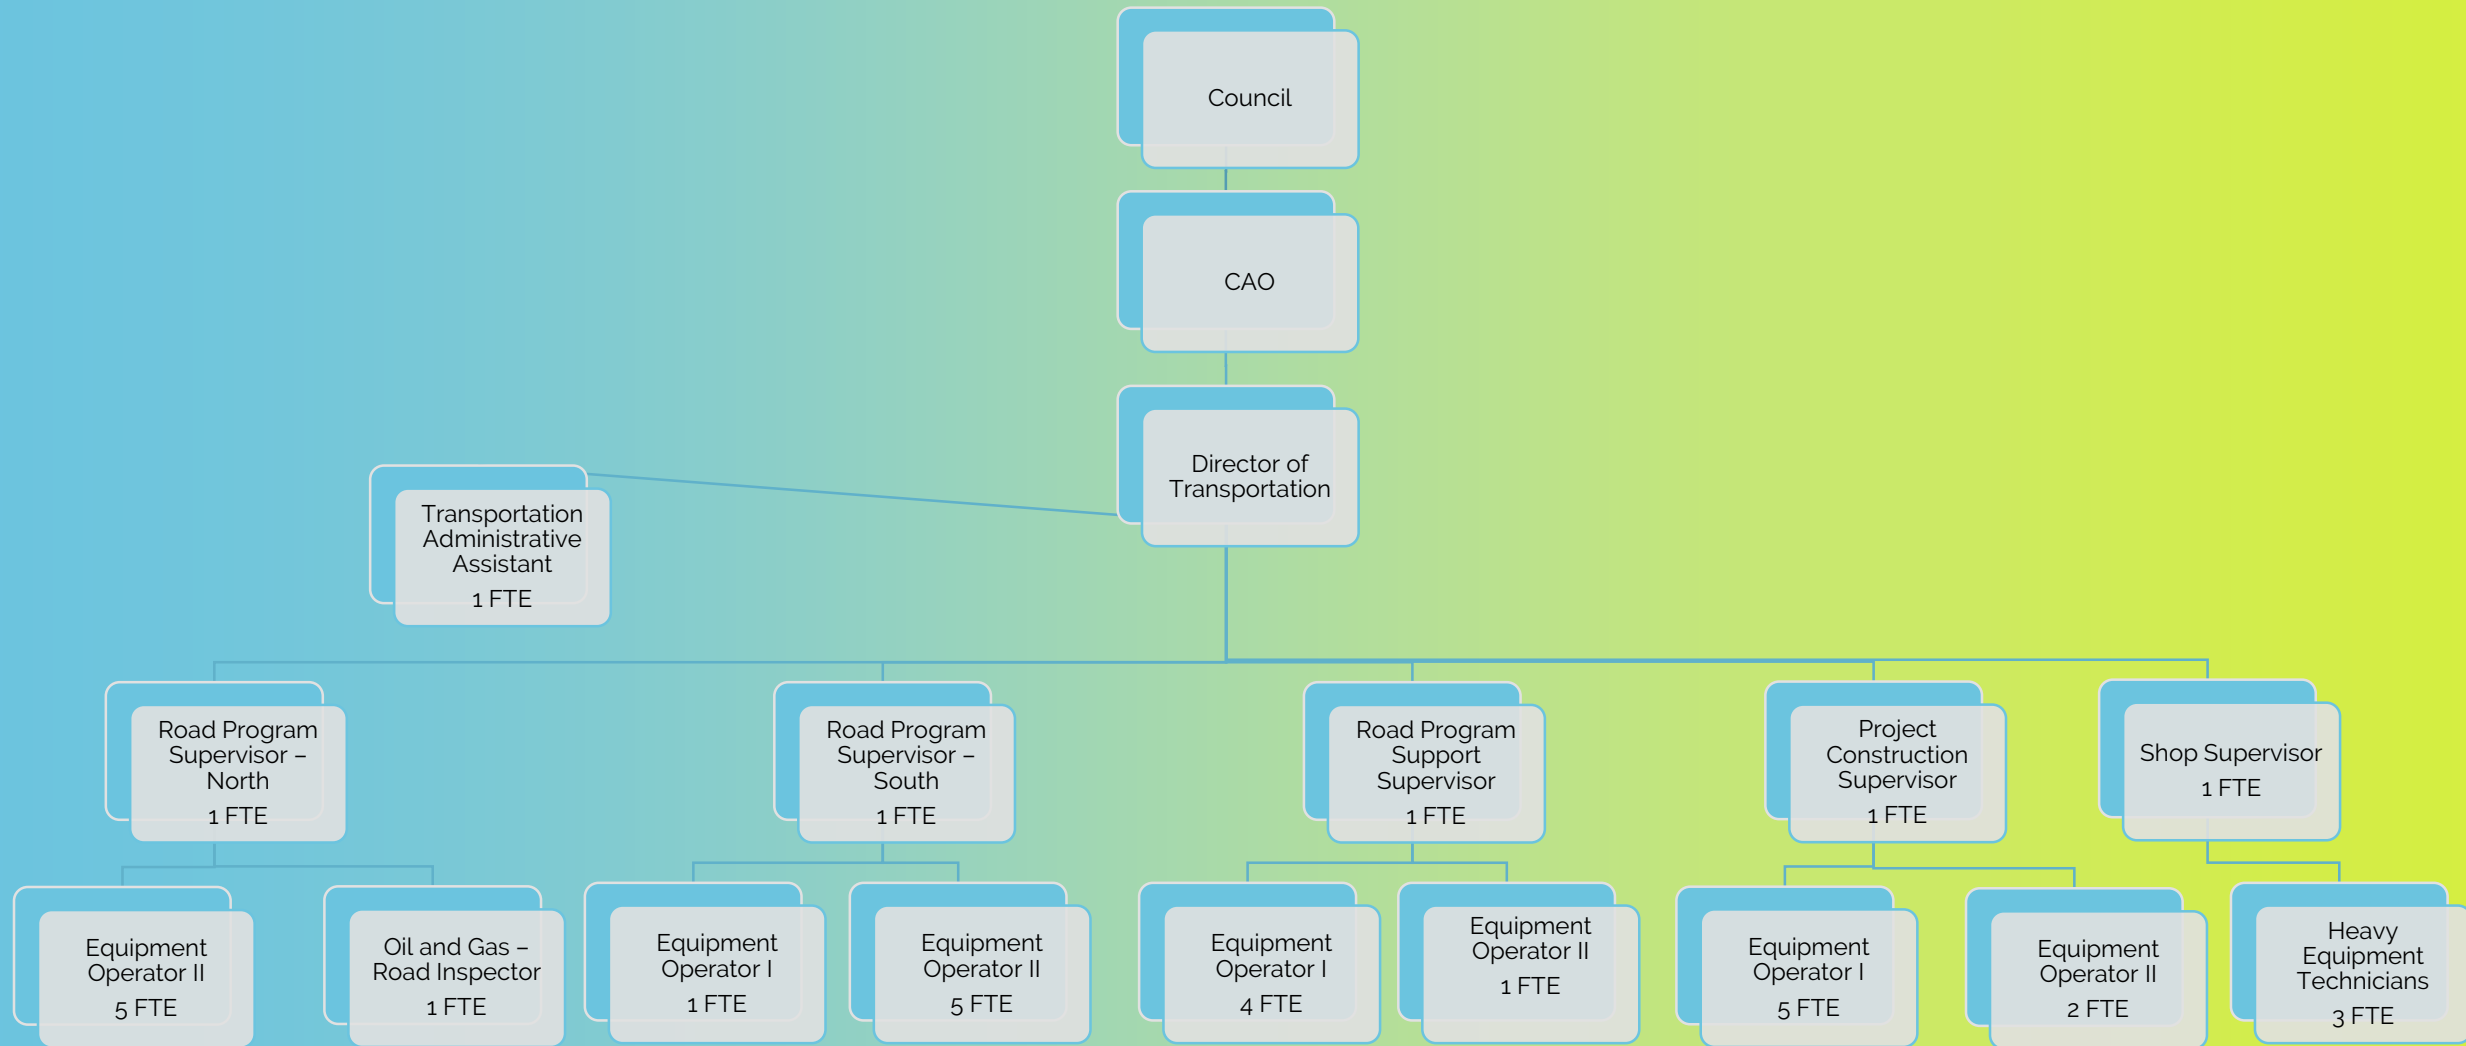 Council
CAO
Director of
Transportation
Transportation
Administrative
Assistant
1 FTE
Road Program
Supervisor –
North
1 FTE
Road Program
Supervisor –
South
1 FTE
Road Program
Support
Supervisor
1 FTE
Project
Construction
Supervisor
1 FTE
Shop Supervisor
1 FTE
Equipment
Operator II
5 FTE
Oil and Gas –
Road Inspector
1 FTE
Equipment
Operator I
1 FTE
Equipment
Operator II
5 FTE
Equipment
Operator I
4 FTE
Equipment
Operator II
1 FTE
Equipment
Operator I
5 FTE
Equipment
Operator II
2 FTE
Heavy
Equipment
Technicians
3 FTE